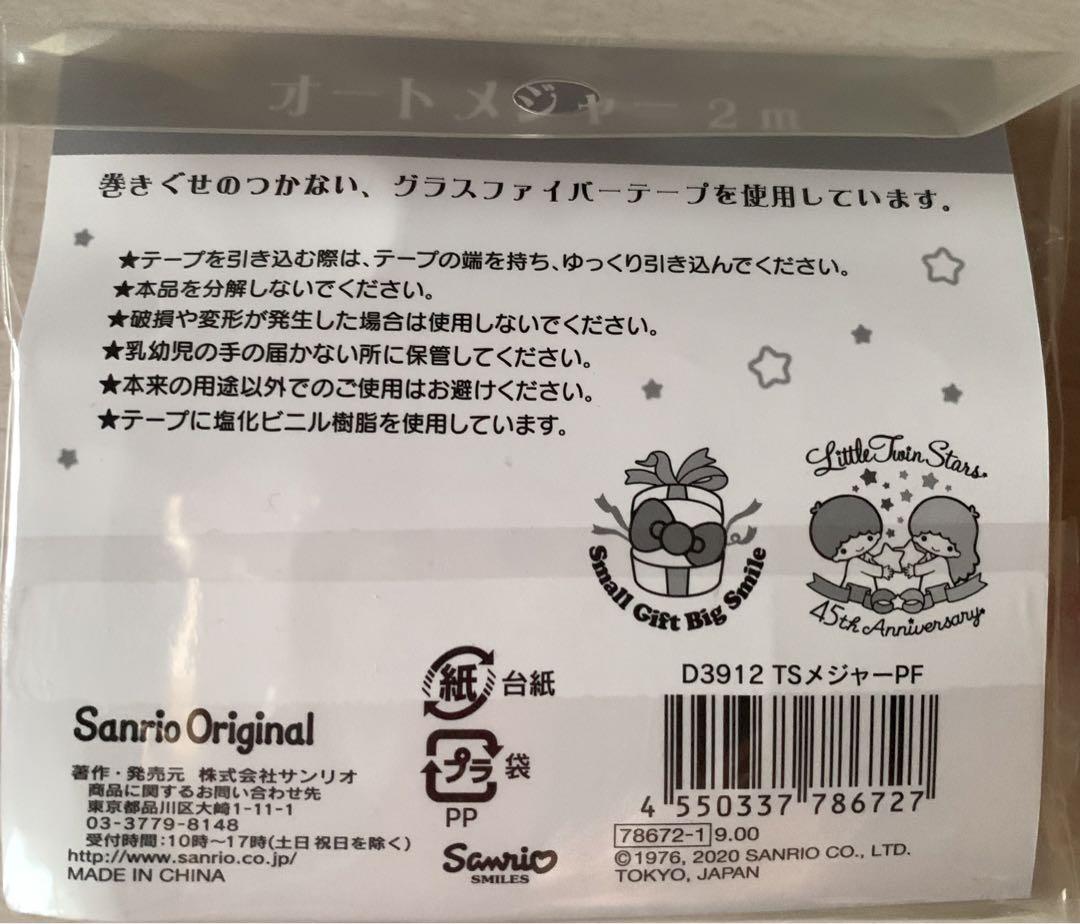 オートメジャー2m
巻きぐせのつかない、グラスファイバーテープを使用しています。
★テープを引き込む際は、テープの端を持ち、ゆっくり引き込んでください。
★本品を分解しないでください。
★破損や変形が発生した場合は使用しないでください。
★乳幼児の手の届かない所に保管してください。
★本来の用途以外でのご使用はお避けください。
★テープに塩化ビニル樹脂を使用しています。
Small Gift Big Smile
Little Twin Stars
45th Anniversary
紙 台紙
プラ 袋
PP
Sanrio
SMILES
D3912 TSメジャーPF
4 550337 786727
78672-1 9.00
©1976, 2020 SANRIO CO., LTD.
TOKYO, JAPAN
Sanrio Original
著作・発売元 株式会社サンリオ
商品に関するお問い合わせ先
東京都品川区大崎1-11-1
03-3779-8148
受付時間：10時〜17時(土日祝日を除く)
http://www.sanrio.co.jp/
MADE IN CHINA